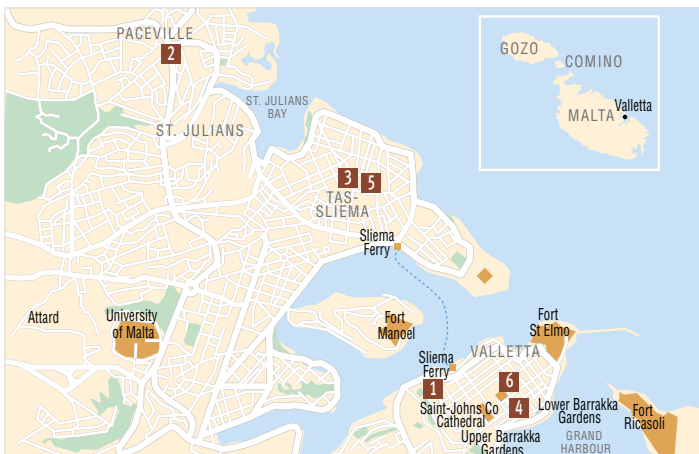 PACEVILLE
2
GOZO
COMINO
MALTA
Valletta
ST. JULIANS
BAY
ST. JULIANS
3
5
TAS-
SLIEMA
Sliema
Ferry
Attard
University
of Malta
Fort
Manoel
Fort
St Elmo
Sliema
Ferry
VALLETTA
1
6
4
Saint-Johns Co
Cathedral
Lower Barrakka
Gardens
Fort
Ricasoli
Upper Barrakka
Gardens
GRAND
HARBOUR